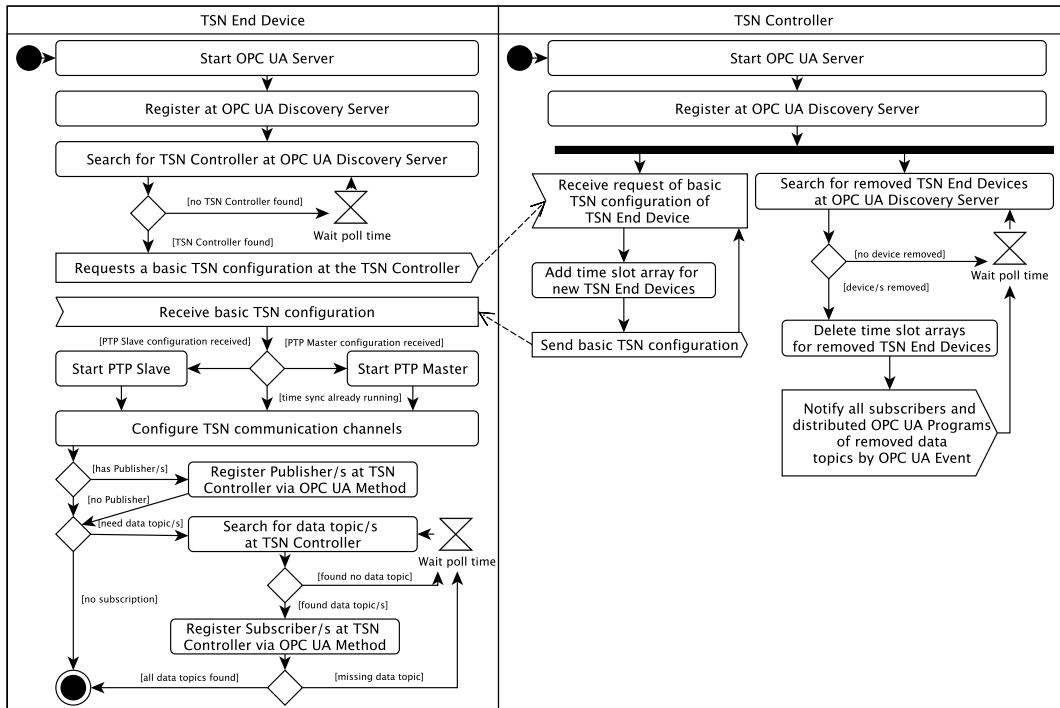 TSN End Device
Start OPC UA Server
Register at OPC UA Discovery Server
Search for TSN Controller at OPC UA Discovery Server
[no TSN Controller found]
Wait poll time
[TSN Controller found]
Requests a basic TSN configuration at the TSN Controller
Receive basic TSN configuration
[PTP Slave configuration received]
[PTP Master configuration received]
Start PTP Slave
Start PTP Master
[time sync already running]
Configure TSN communication channels
[has Publisher/s]
Register Publisher/s at TSN
Controller via OPC UA Method
[no Publisher]
[need data topic/s]
Search for data topic/s
at TSN Controller
Wait poll time
[found no data topic]
[no subscription]
[found data topic/s]
Register Subscriber/s at TSN
Controller via OPC UA Method
[all data topics found]
[missing data topic]
TSN Controller
Start OPC UA Server
Register at OPC UA Discovery Server
Receive request of basic
TSN configuration of
TSN End Device
Add time slot array for
new TSN End Devices
Send basic TSN configuration
Search for removed TSN End Devices
at OPC UA Discovery Server
[no device removed]
Wait poll time
[device/s removed]
Delete time slot arrays
for removed TSN End Devices
Notify all subscribers and
distributed OPC UA Programs
of removed data
topics by OPC UA Event